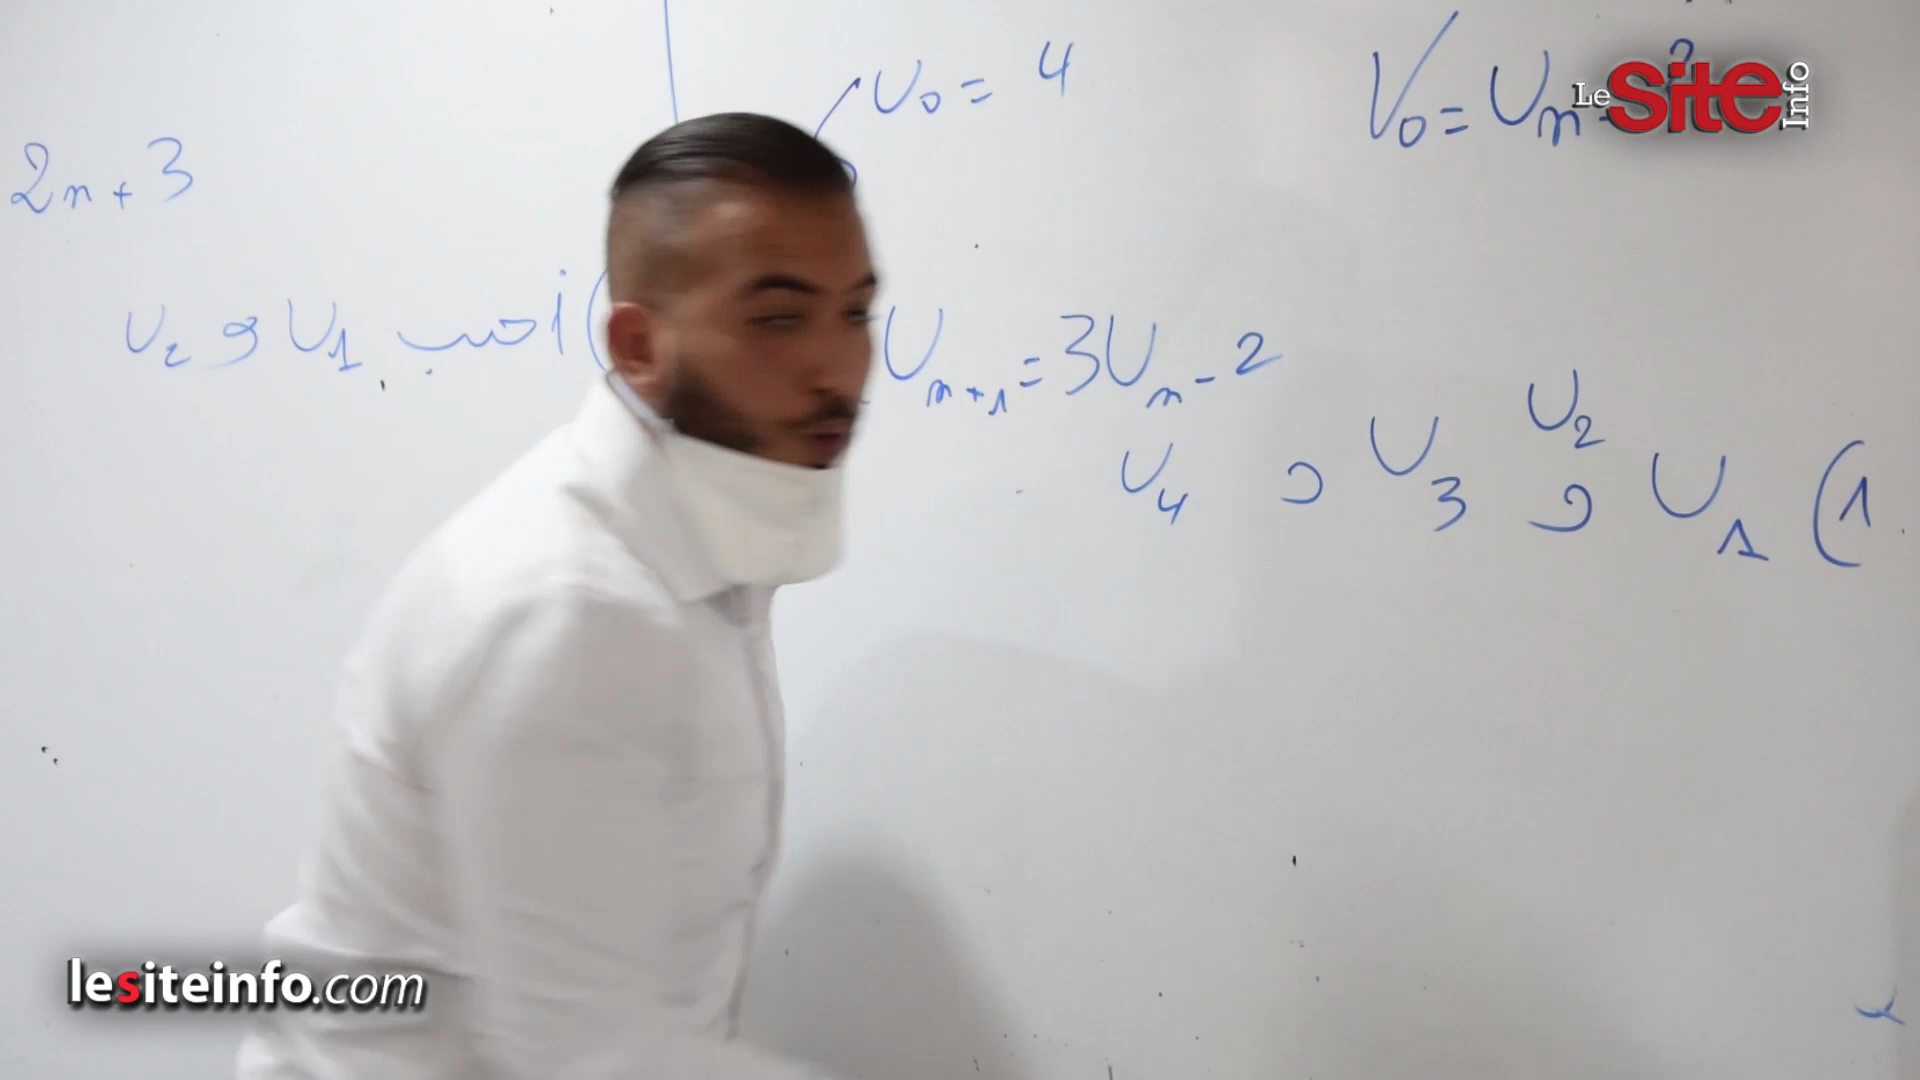 U₀ = 4
V₀ = Uₙ
Le Site Info
2n + 3
U₂ و U₁ احسب (
Uₙ₊₁ = 3Uₙ - 2
1) U₁ و U₂ U₃ و U₄
lesiteinfo.com